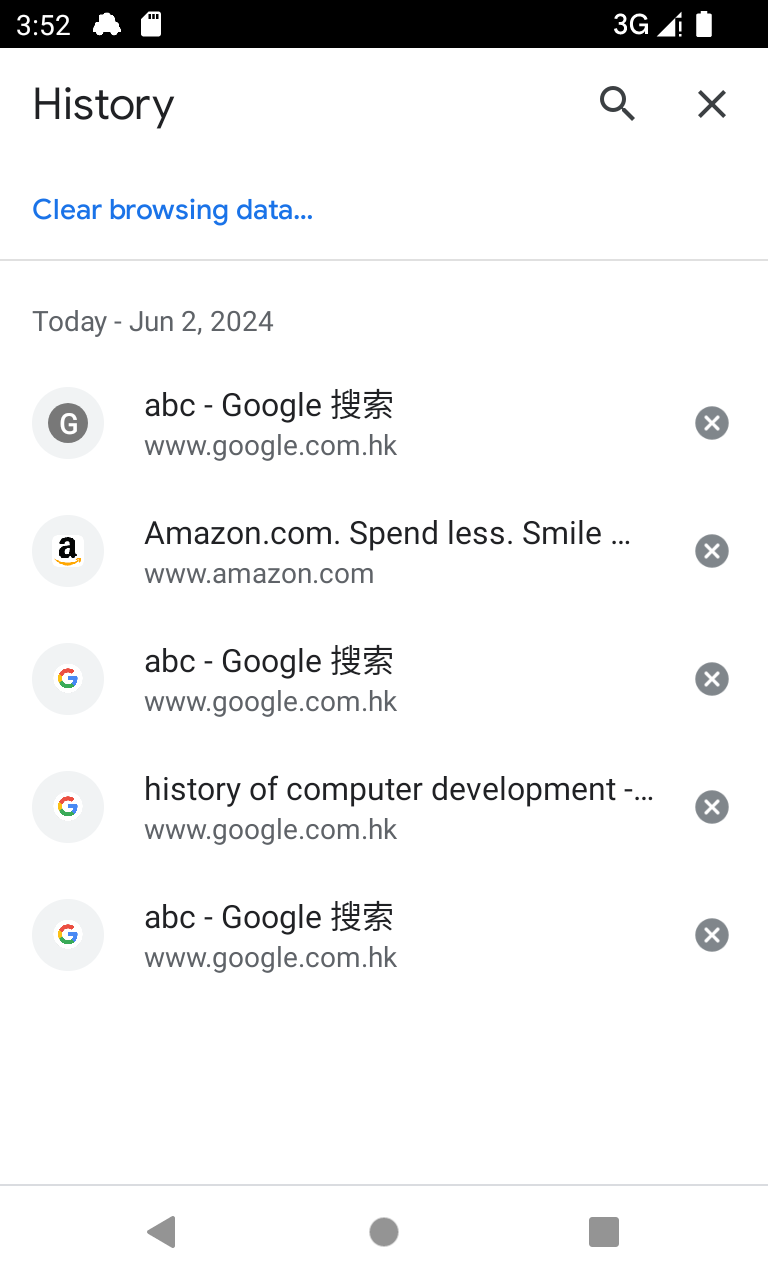 3:52
3G
History
Clear browsing data...
Today - Jun 2, 2024
G
abc - Google 搜索
www.google.com.hk
a
Amazon.com. Spend less. Smile ...
www.amazon.com
G
abc - Google 搜索
www.google.com.hk
G
history of computer development -...
www.google.com.hk
G
abc - Google 搜索
www.google.com.hk